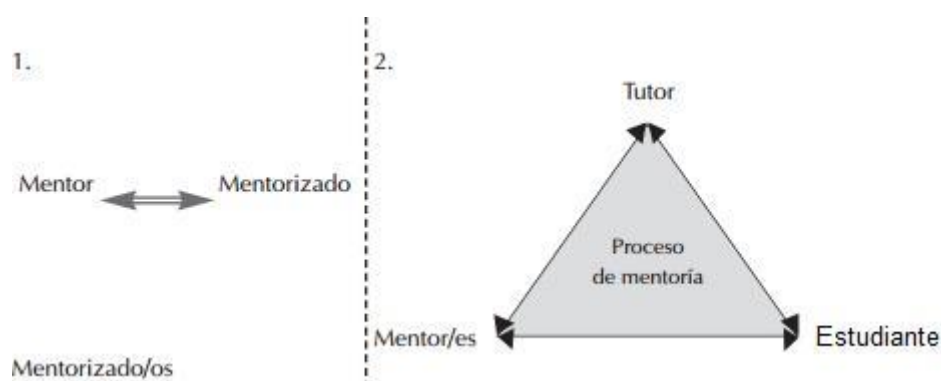 1.
Mentor
Mentorizado
Mentorizado/os
2.
Tutor
Proceso
de mentoría
Mentor/es
Estudiante